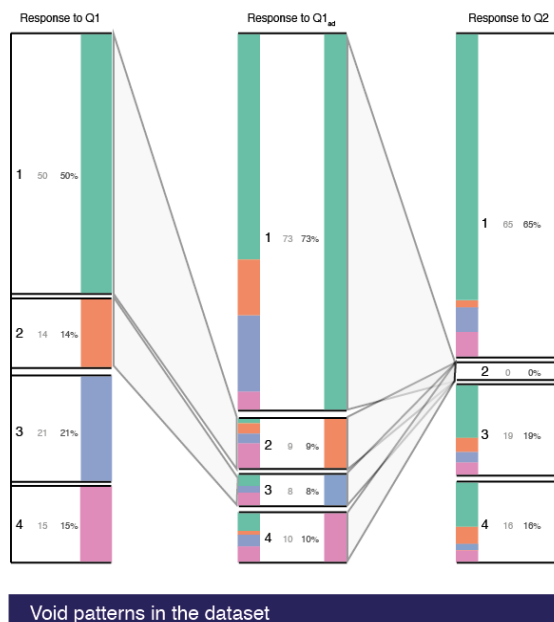 Response to Q1
Response to Q1ad
Response to Q2
1 50 50%
2 14 14%
3 21 21%
4 15 15%
1 73 73%
2 9 9%
3 8 8%
4 10 10%
1 65 65%
2 0 0%
3 19 19%
4 16 16%
Void patterns in the dataset